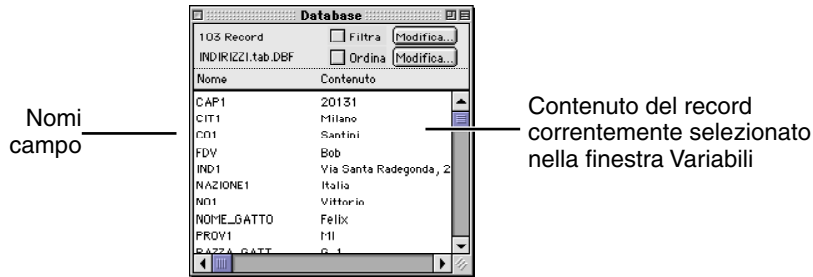 Database
103 Record Filtra Modifica...
INDIRIZZI.tab.DBF Ordina Modifica...
Nome Contenuto
CAP1 20131
CIT1 Milano
CO1 Santini
FDV Bob
IND1 Via Santa Radegonda, 2
NAZIONE1 Italia
NO1 Vittorio
NOME_GATTO Felix
PROV1 MI
Nomi
campo
Contenuto del record
correntemente selezionato
nella finestra Variabili